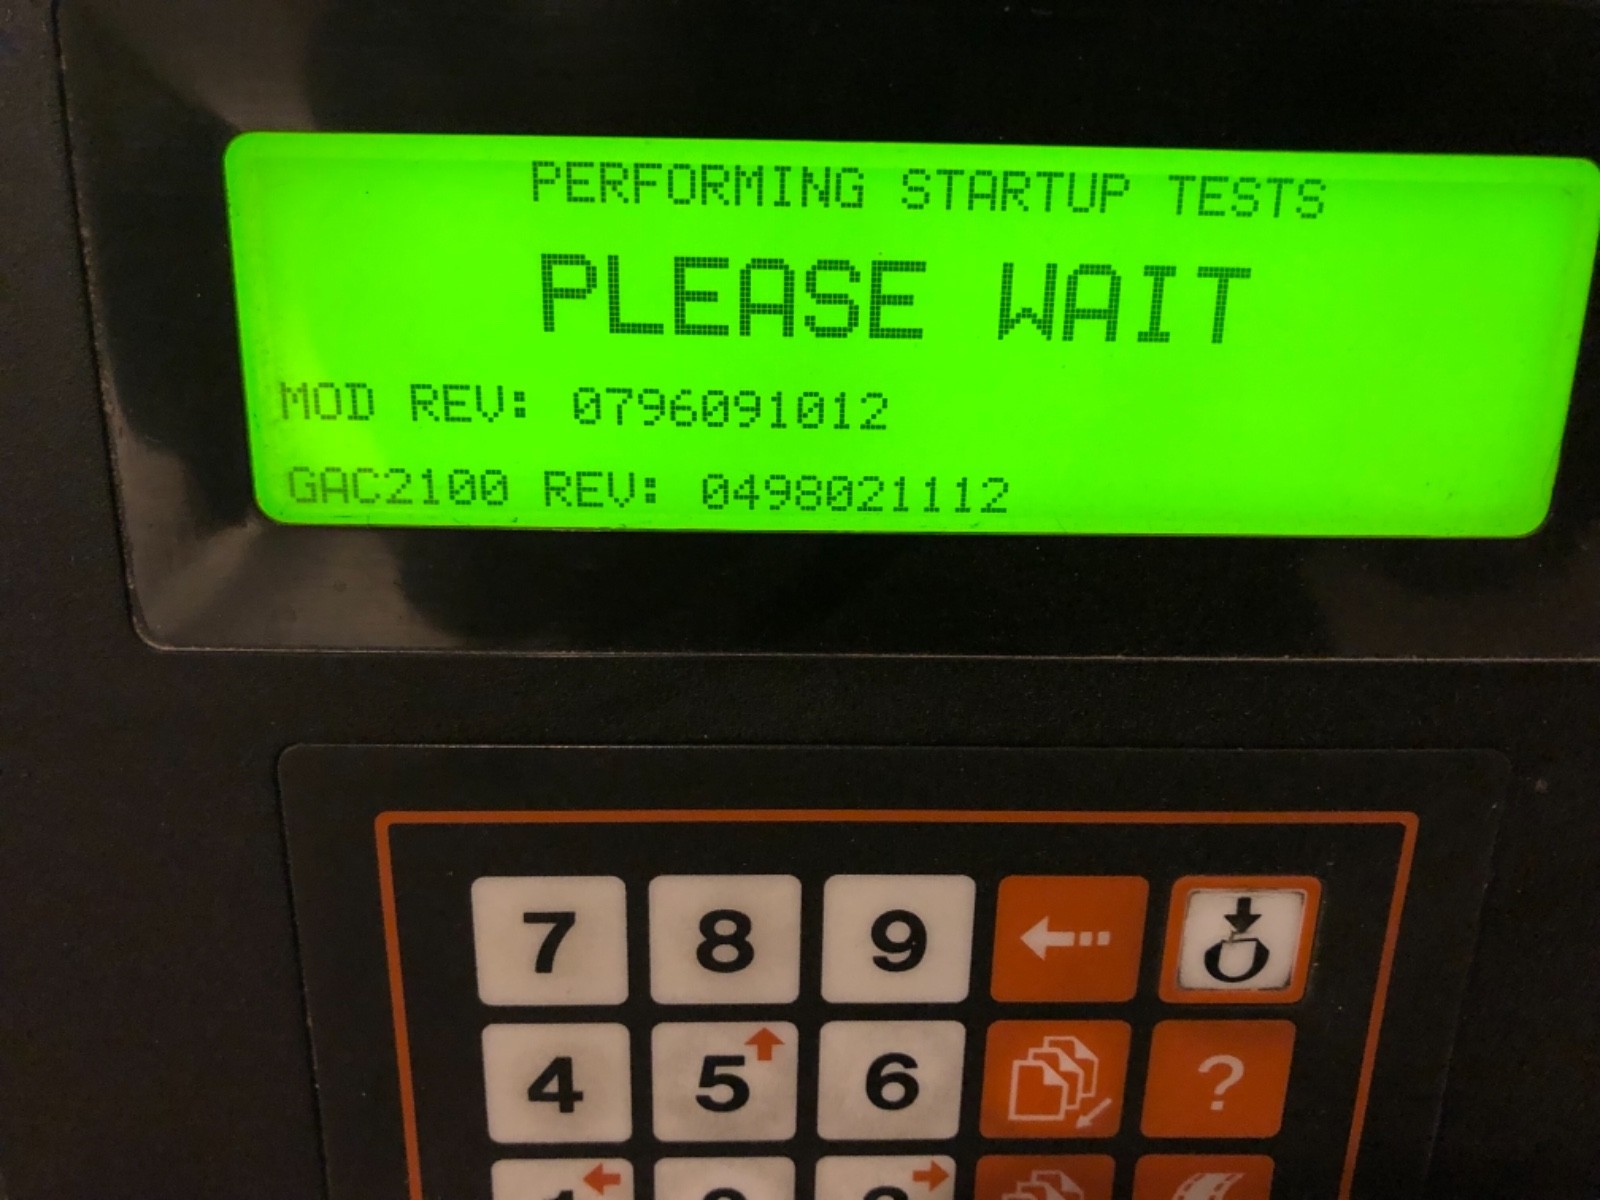 PERFORMING STARTUP TESTS
PLEASE WAIT
MOD REV: 0796091012
GAC2100 REV: 0498021112
7 8 9
4 5 6 ?